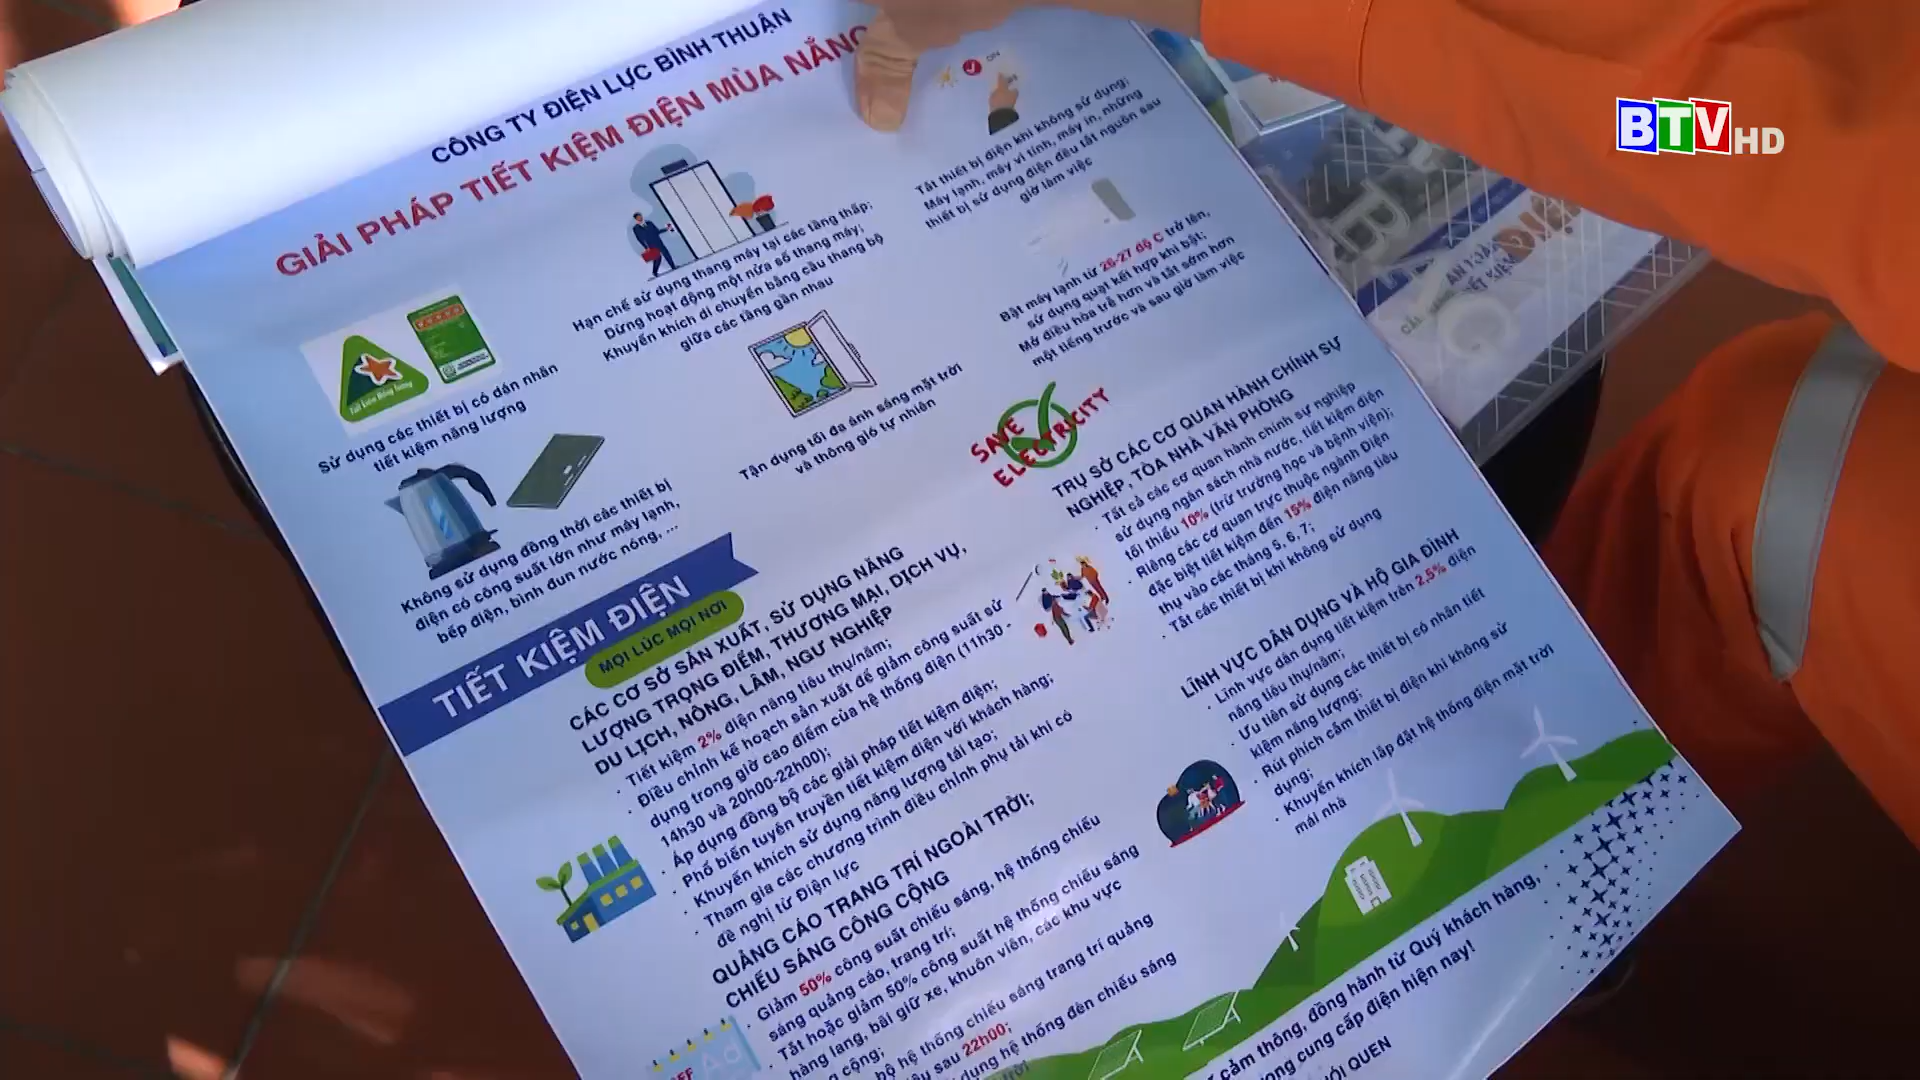 CÔNG TY ĐIỆN LỰC BÌNH THUẬN
GIẢI PHÁP TIẾT KIỆM ĐIỆN MÙA NẮNG
BTV HD
ON
Hạn chế sử dụng thang máy tại các tầng thấp;
Dừng hoạt động một nửa số thang máy;
Khuyến khích di chuyển bằng cầu thang bộ
giữa các tầng gần nhau
Tắt thiết bị điện khi không sử dụng;
Máy lạnh, máy vi tính, máy in, những
thiết bị sử dụng điện đều tắt nguồn sau
giờ làm việc
Sử dụng các thiết bị có dán nhãn
tiết kiệm năng lượng
Tận dụng tối đa ánh sáng mặt trời
và thông gió tự nhiên
Bật máy lạnh từ 26-27 độ C trở lên,
sử dụng quạt kết hợp khi bật;
Mở điều hòa trễ hơn và tắt sớm hơn
một tiếng trước và sau giờ làm việc
Không sử dụng đồng thời các thiết bị
điện có công suất lớn như máy lạnh,
bếp điện, bình đun nước nóng, ...
SAVE
ELECTRICITY
TIẾT KIỆM ĐIỆN
MỌI LÚC MỌI NƠI
CÁC CƠ SỞ SẢN XUẤT, SỬ DỤNG NĂNG
LƯỢNG TRỌNG ĐIỂM, THƯƠNG MẠI, DỊCH VỤ,
DU LỊCH, NÔNG, LÂM, NGƯ NGHIỆP
· Tiết kiệm 2% điện năng tiêu thụ/năm;
· Điều chỉnh kế hoạch sản xuất để giảm công suất sử
dụng trong giờ cao điểm của hệ thống điện (11h30 -
14h30 và 20h00-22h00);
· Áp dụng đồng bộ các giải pháp tiết kiệm điện;
· Phổ biến tuyên truyền tiết kiệm điện với khách hàng;
· Khuyến khích sử dụng năng lượng tái tạo;
· Tham gia các chương trình điều chỉnh phụ tải khi có
đề nghị từ Điện lực
QUẢNG CÁO TRANG TRÍ NGOÀI TRỜI;
CHIẾU SÁNG CÔNG CỘNG
· Giảm 50% công suất chiếu sáng, hệ thống chiếu
sáng quảng cáo, trang trí;
· Tắt hoặc giảm 50% công suất hệ thống chiếu sáng
hàng lang, bãi giữ xe, khuôn viên, các khu vực
cộng;
bộ hệ thống chiếu sáng trang trí quảng
sau 22h00;
dụng hệ thống đèn chiếu sáng
TRỤ SỞ CÁC CƠ QUAN HÀNH CHÍNH SỰ
NGHIỆP, TÒA NHÀ VĂN PHÒNG
· Tất cả các cơ quan hành chính sự nghiệp
sử dụng ngân sách nhà nước, tiết kiệm điện
tối thiểu 10% (trừ trường học và bệnh viện);
· Riêng các cơ quan trực thuộc ngành Điện
đặc biệt tiết kiệm đến 15% điện năng tiêu
thụ vào các tháng 5, 6, 7;
· Tắt các thiết bị khi không sử dụng
LĨNH VỰC DÂN DỤNG VÀ HỘ GIA ĐÌNH
· Lĩnh vực dân dụng tiết kiệm trên 2,5% điện
năng tiêu thụ/năm;
· Ưu tiên sử dụng các thiết bị có nhãn tiết
kiệm năng lượng;
· Rút phích cắm thiết bị điện khi không sử
dụng;
· Khuyến khích lắp đặt hệ thống điện mặt trời
mái nhà
cảm thông, đồng hành từ Quý khách hàng,
cung cấp điện hiện nay!
QUEN